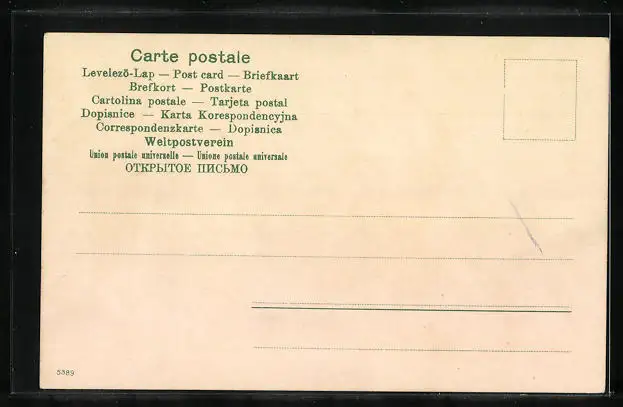 Carte postale
Levelező-Lap — Post card — Briefkaart
Brefkort — Postkarte
Cartolina postale — Tarjeta postal
Dopisnice — Karta Korespondencyjna
Correspondenzkarte — Dopisnica
Weltpostverein
Union postale universelle — Unione postale universale
ОТКРЫТОЕ ПИСЬМО
5389